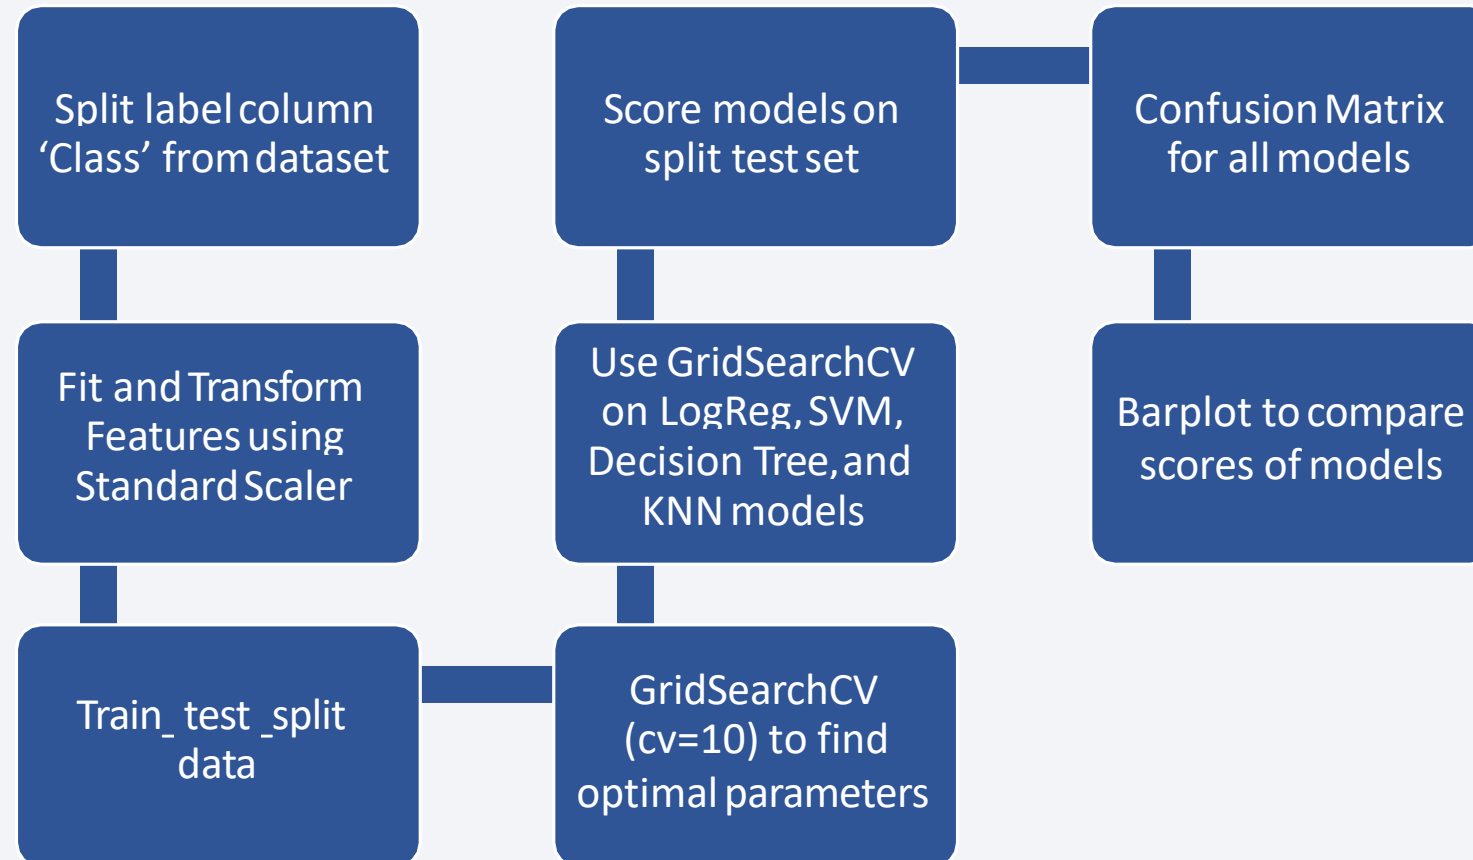 Split label column
‘Class’ from dataset
Fit and Transform
Features using
Standard Scaler
Train_ test _split
data
GridSearchCV
(cv=10) to find
optimal parameters
Use GridSearchCV
on LogReg, SVM,
Decision Tree, and
KNN models
Score models on
split test set
Confusion Matrix
for all models
Barplot to compare
scores of models